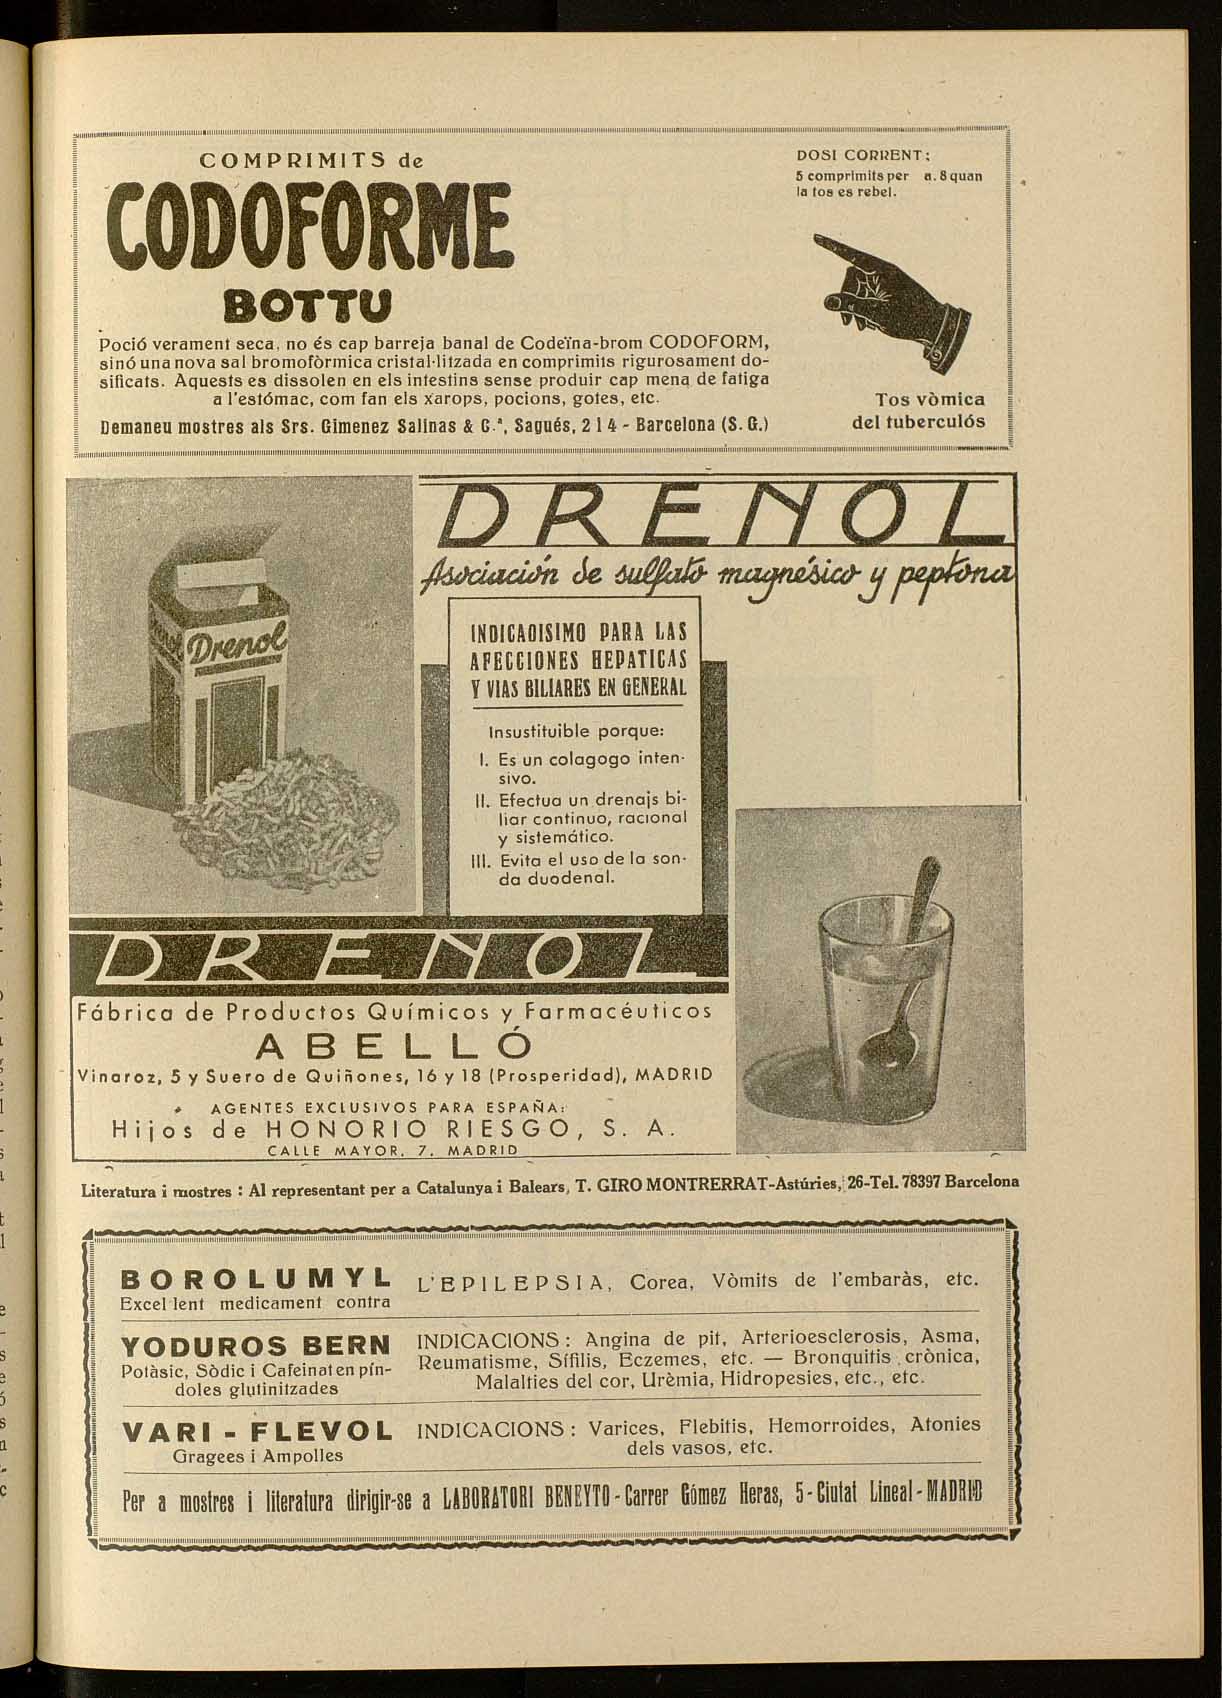 COMPRIMITS de
CODOFORME
BOTTU
Poció verament seca, no és cap barreja banal de Codeïna-brom CODOFORM,
sinó una nova sal bromofòrmica cristal·litzada en comprimits rigurosament do-
sificats. Aquests es dissolen en els intestins sense produir cap mena de fatiga
a l'estómac, com fan els xarops, pocions, gotes, etc.
Demaneu mostres als Srs. Gimenez Salinas & C.ª, Sagués, 214 - Barcelona (S. G.)
DOSI CORRENT:
5 comprimits per a. 8 quan
la tos es rebel.
Tos vòmica
del tuberculós
DRENOL
Asociación de sulfato magnésico y peptona
Drenol
INDICADISIMO PARA LAS
AFECCIONES HEPATICAS
Y VIAS BILIARES EN GENERAL
Insustituible porque:
I. Es un colagogo inten-
sivo.
II. Efectua un drenajs bi-
liar continuo, racional
y sistemático.
III. Evita el uso de la son-
da duodenal.
DRENOL
Fábrica de Productos Químicos y Farmacéuticos
ABELLÓ
Vinaroz, 5 y Suero de Quiñones, 16 y 18 (Prosperidad), MADRID
AGENTES EXCLUSIVOS PARA ESPAÑA:
Hijos de HONORIO RIESGO, S. A.
CALLE MAYOR, 7. MADRID
Literatura i mostres : Al representant per a Catalunya i Balears, T. GIRO MONTRERRAT-Astúries, 26-Tel. 78397 Barcelona
BOROLUMYL
Excel·lent medicament contra
L'EPILEPSIA, Corea, Vòmits de l'embaràs, etc.
YODUROS BERN
Potàsic, Sòdic i Cafeinat en pín-
doles glutinitzades
INDICACIONS: Angina de pit, Arterioesclerosis, Asma,
Reumatisme, Sífilis, Eczemes, etc. — Bronquitis crònica,
Malalties del cor, Urèmia, Hidropesies, etc., etc.
VARI - FLEVOL
Gragees i Ampolles
INDICACIONS: Varices, Flebitis, Hemorroides, Atonies
dels vasos, etc.
Per a mostres i literatura dirigir-se a LABORATORI BENEYTO - Carrer Gómez Heras, 5 - Ciutat Lineal - MADRID